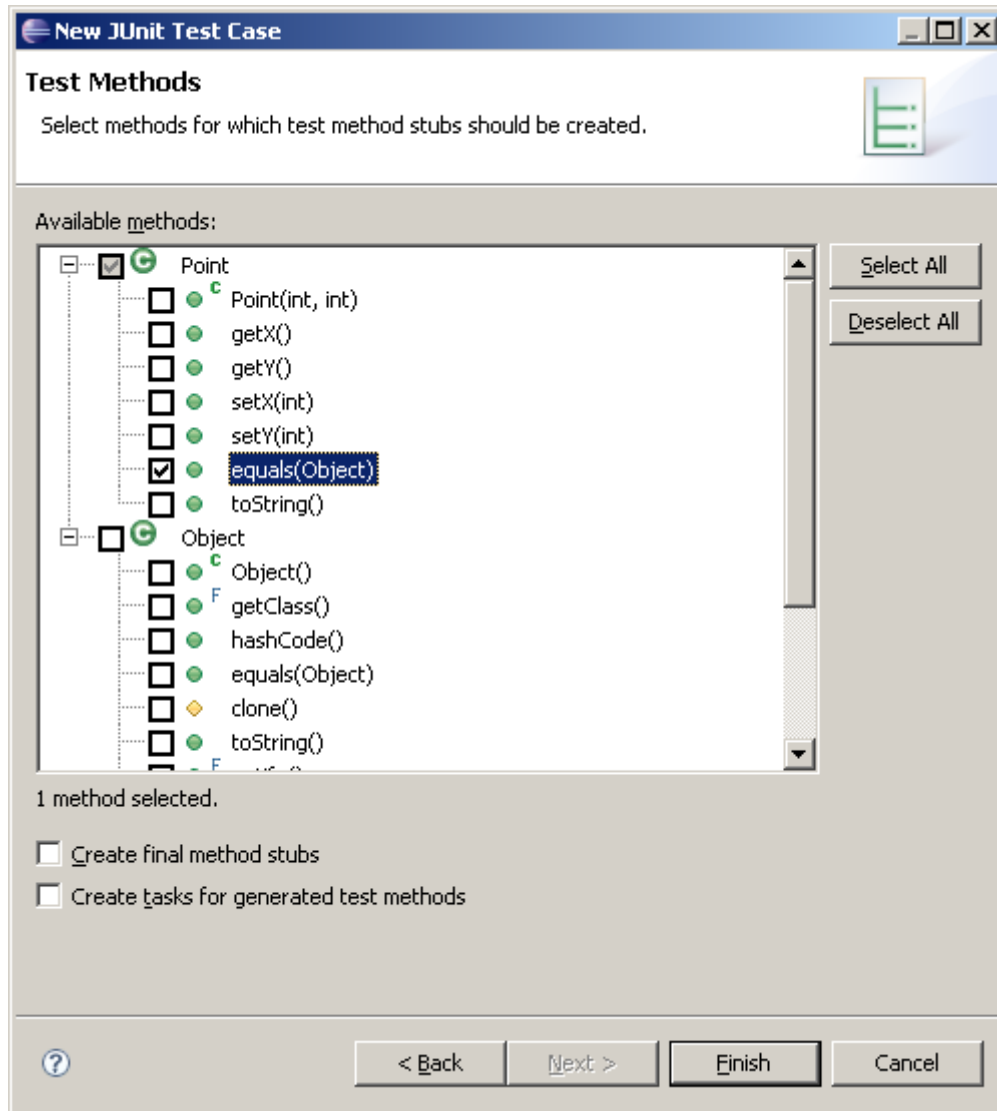 New JUnit Test Case
Test Methods
Select methods for which test method stubs should be created.
Available methods:
Point
Point(int, int)
getX()
getY()
setX(int)
setY(int)
equals(Object)
toString()
Object
Object()
getClass()
hashCode()
equals(Object)
clone()
toString()
Select All
Deselect All
1 method selected.
Create final method stubs
Create tasks for generated test methods
< Back
Next >
Finish
Cancel